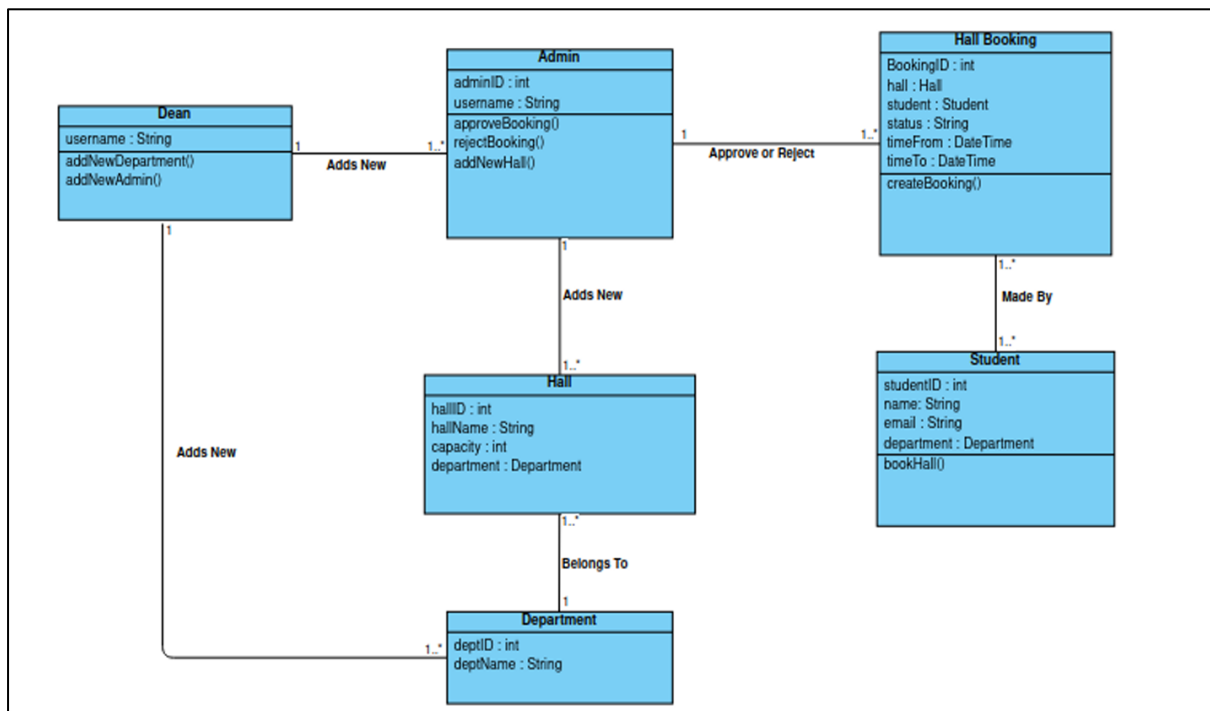 Dean
username : String
addNewDepartment()
addNewAdmin()
1
1..*
Adds New
Admin
adminID : int
username : String
approveBooking()
rejectBooking()
addNewHall()
1
1..*
Approve or Reject
Hall Booking
BookingID : int
hall : Hall
student : Student
status : String
timeFrom : DateTime
timeTo : DateTime
createBooking()
1..*
Made By
1..*
Student
studentID : int
name: String
email : String
department : Department
bookHall()
1
Adds New
1..*
Hall
hallID : int
hallName : String
capacity : int
department : Department
1..*
Belongs To
1
Department
deptID : int
deptName : String
1
Adds New
1..*